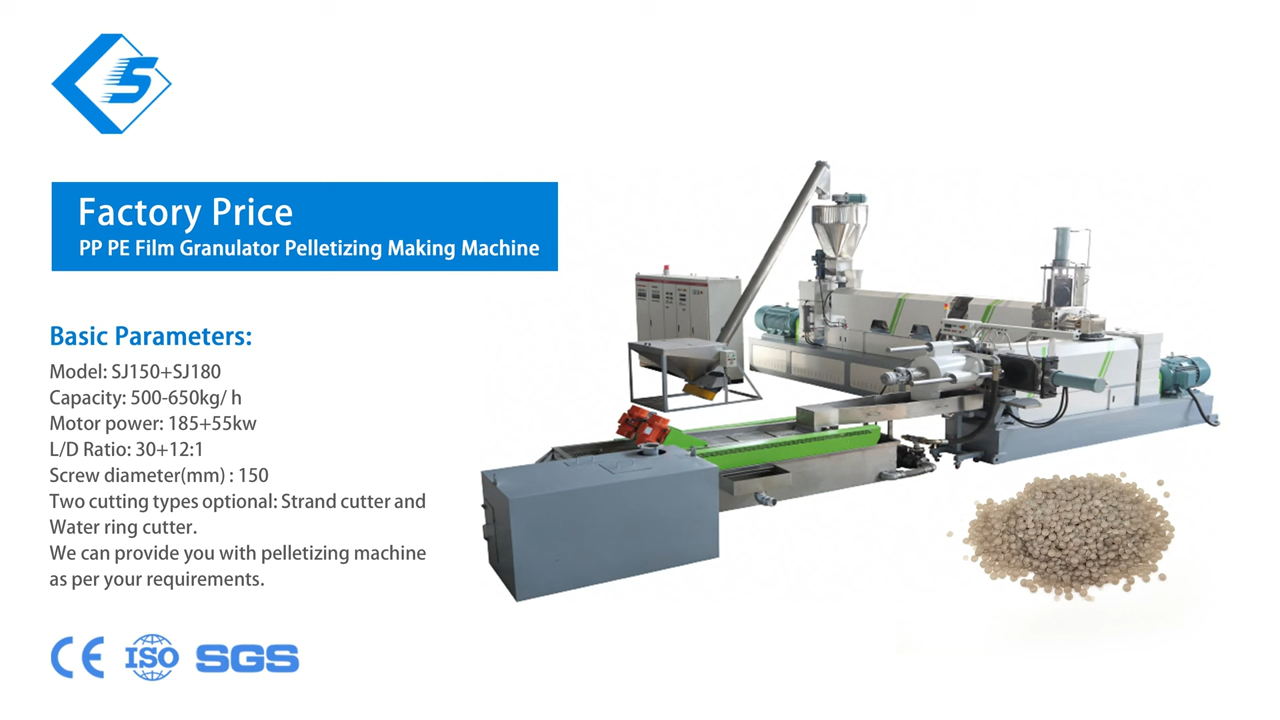 S
Factory Price
PP PE Film Granulator Pelletizing Making Machine
Basic Parameters:
Model: SJ150+SJ180
Capacity: 500-650kg/ h
Motor power: 185+55kw
L/D Ratio: 30+12:1
Screw diameter(mm) : 150
Two cutting types optional: Strand cutter and
Water ring cutter.
We can provide you with pelletizing machine
as per your requirements.
CE ISO SGS